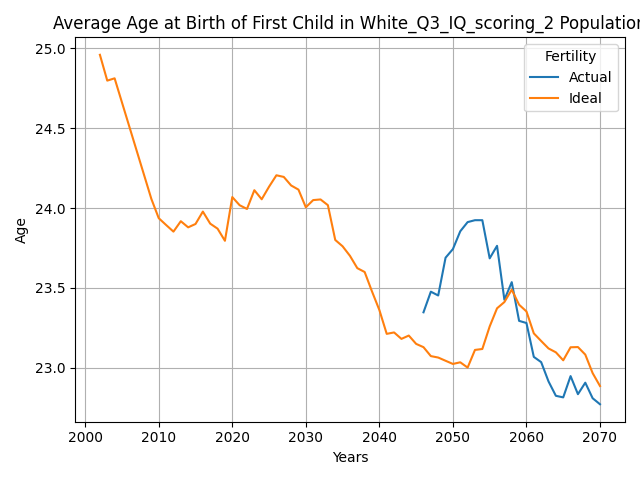 Average Age at Birth of First Child in White_Q3_IQ_scoring_2 Population
25.0
24.5
24.0
23.5
23.0
Age
Fertility
Actual
Ideal
2000 2010 2020 2030 2040 2050 2060 2070
Years